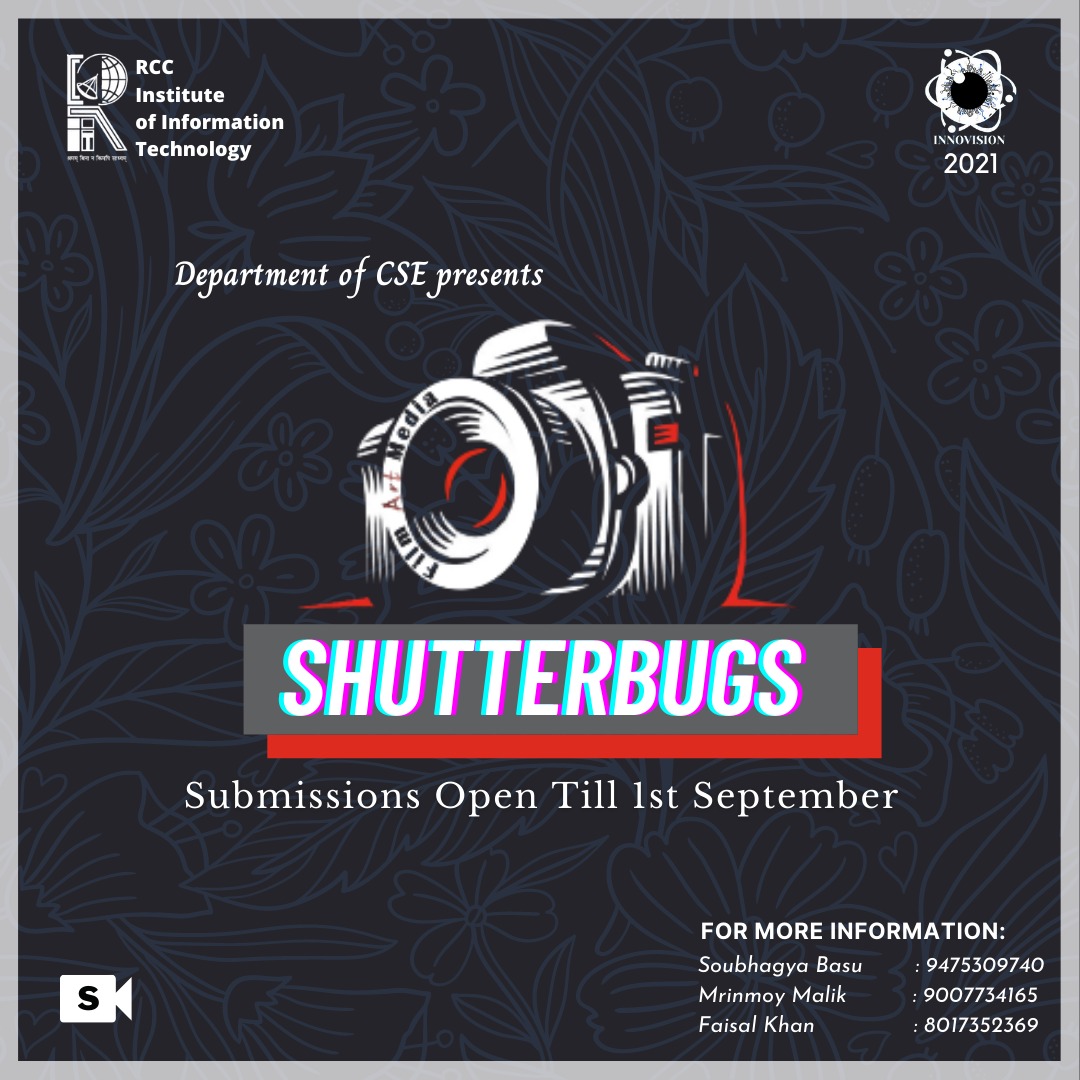 RCC
Institute
of Information
Technology
INNOVISION
2021
Department of CSE presents
Film Art Media
SHUTTERBUGS
Submissions Open Till 1st September
FOR MORE INFORMATION:
Soubhagya Basu : 9475309740
Mrinmoy Malik : 9007734165
Faisal Khan : 8017352369
S